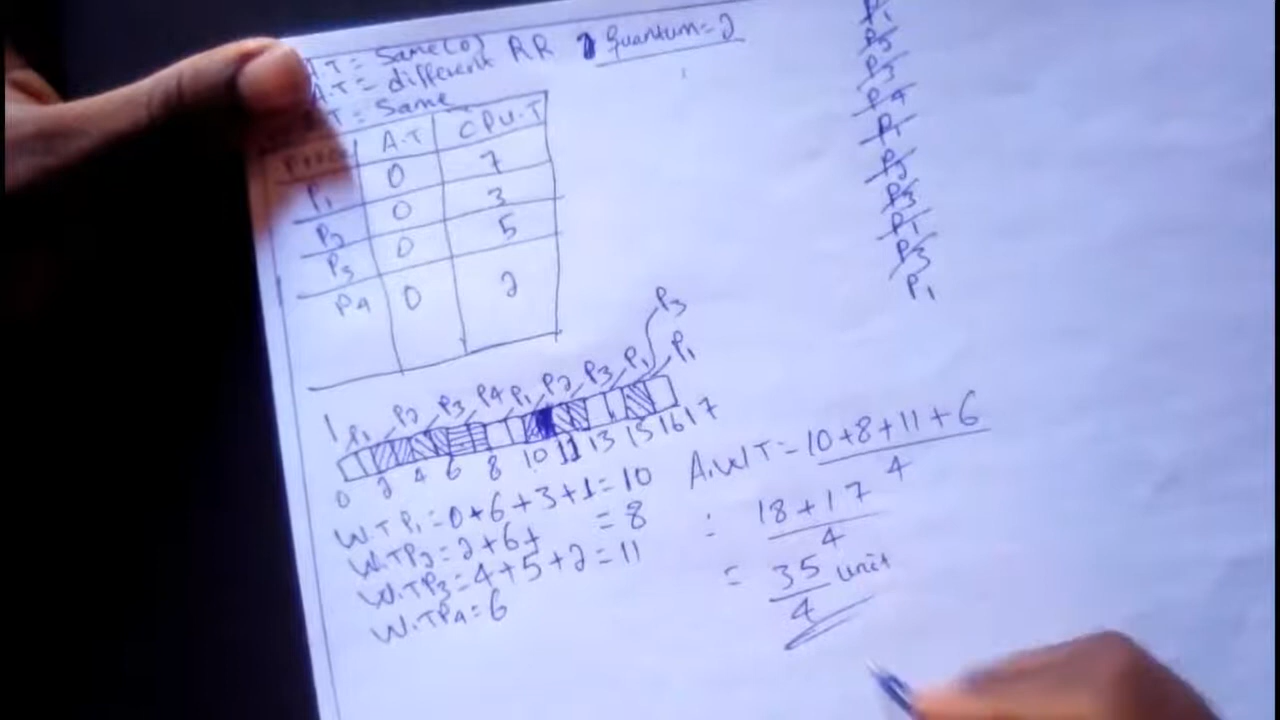 A.T = Same(0)
A.T = different RR quantum=2
T = Same
A.T CPU.T
P1 0 7
P2 0 3
P3 0 5
P4 0 2
P1
P2
P3
P4
P1
P2
P3
P1
P3
P1
P3
P1 P2 P3 P4 P1 P2 P3 P1 P1
0 2 4 6 8 10 11 13 15 16 17
W.T P1 = 0+6+3+1=10
W.TP2= 2+6+ = 8
W.TP3=4+5+2=11
W.TP4=6
A.W T= 10+8+11+6
4
: 18+17
4
= 35 unit
4